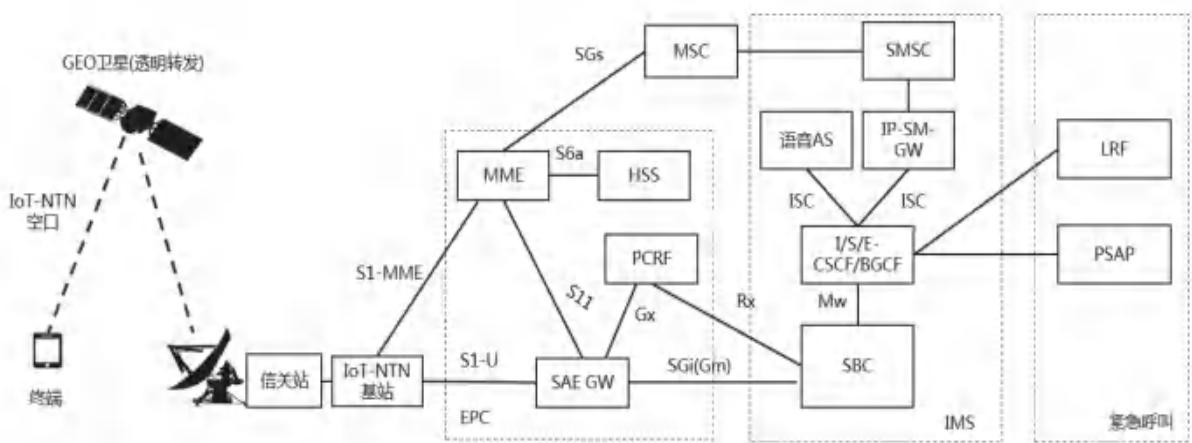 GEO卫星(透明转发)
IoT-NTN
空口
终端
信关站
IoT-NTN
基站
S1-MME
S1-U
SGs
MME
S6a
HSS
S11
PCRF
Gx
SAE GW
EPC
MSC
SMSC
语音AS
IP-SM-
GW
ISC
ISC
I/S/E-
CSCF/BGCF
Mw
Rx
SGi(Gm)
SBC
IMS
LRF
PSAP
紧急呼叫